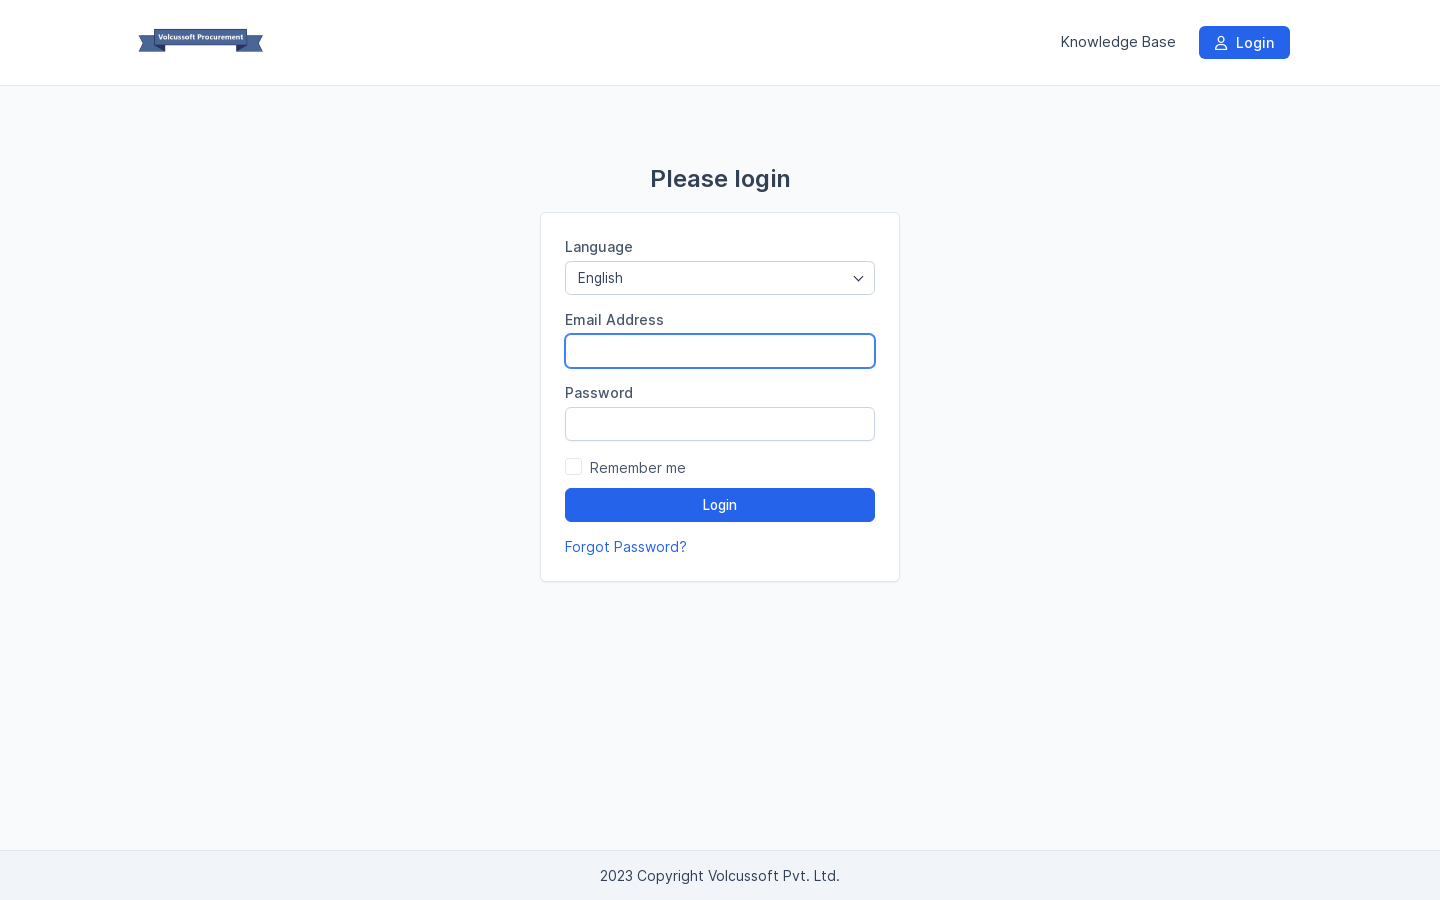 Volcussoft Procurement
Knowledge Base
Login
Please login
Language
English
Email Address
Password
Remember me
Login
Forgot Password?
2023 Copyright Volcussoft Pvt. Ltd.